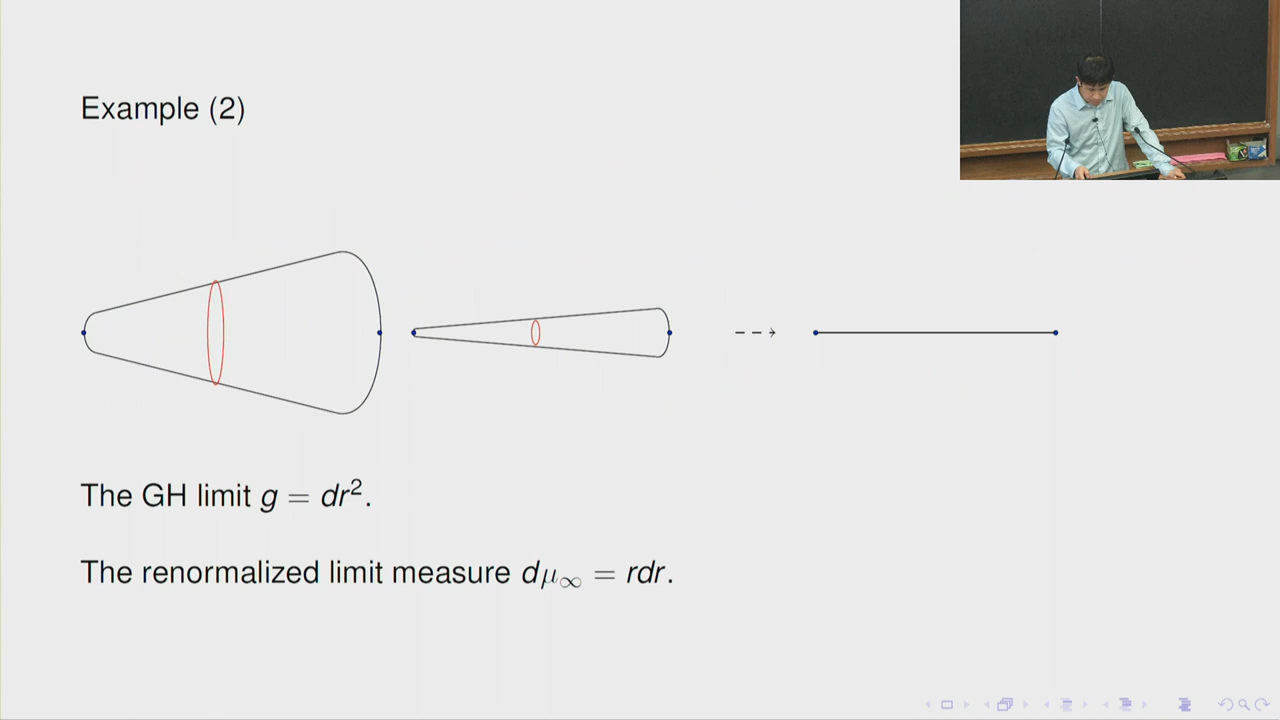 Example (2)
The GH limit g = dr².
The renormalized limit measure dμ∞ = rdr.